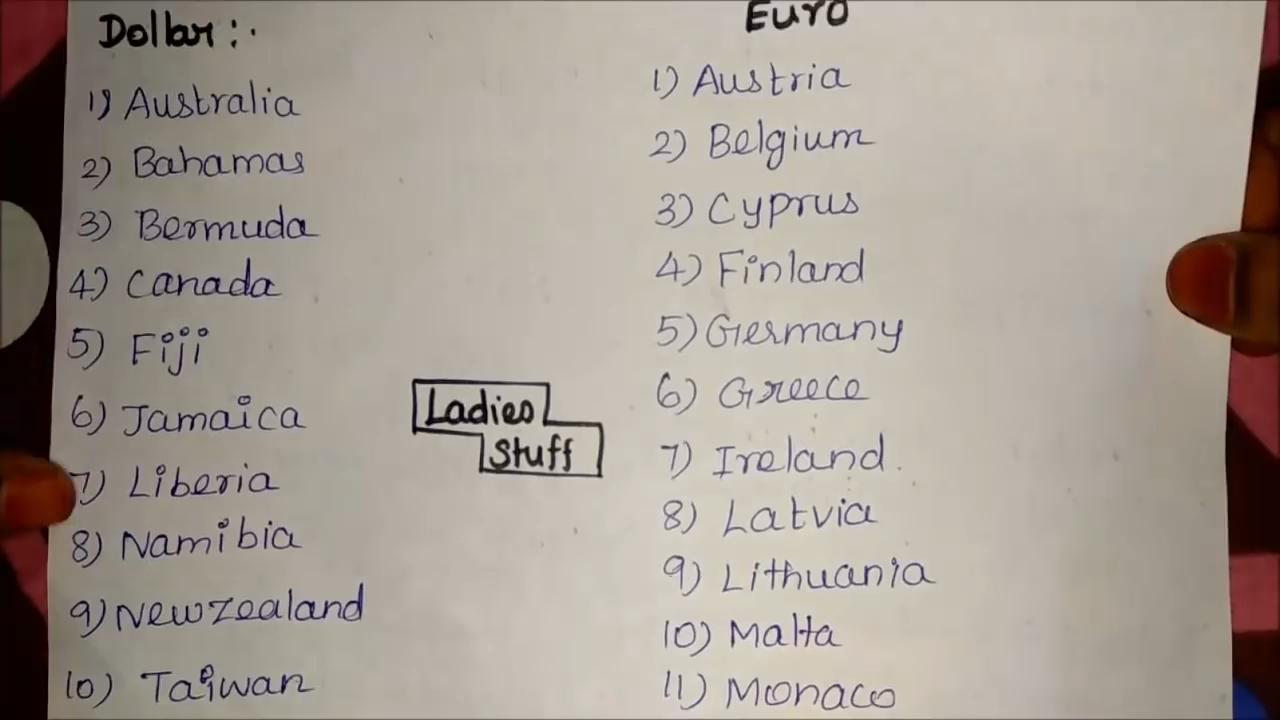 Dollar :-
1) Australia
2) Bahamas
3) Bermuda
4) Canada
5) Fiji
6) Jamaica
7) Liberia
8) Namibia
9) Newzealand
10) Taiwan
Ladies
Stuff
Euro
1) Austria
2) Belgium
3) Cyprus
4) Finland
5) Germany
6) Greece
7) Ireland.
8) Latvia
9) Lithuania
10) Malta
11) Monaco